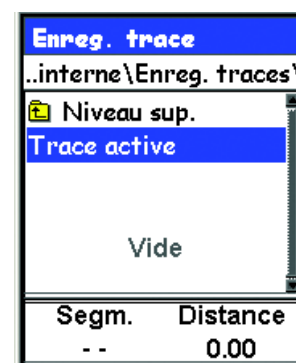 Enreg. trace
..interne\Enreg. traces\
Niveau sup.
Trace active
Vide
Segm. Distance
-- 0.00